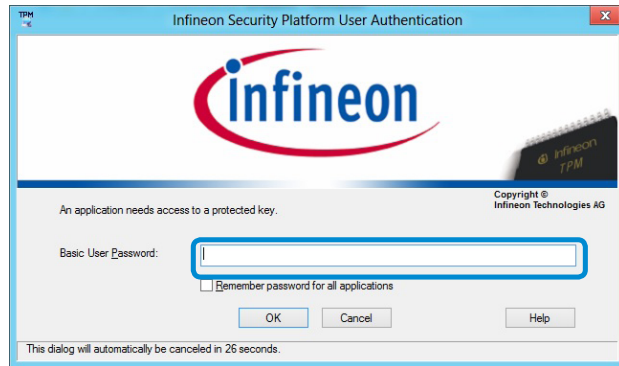 TPM
Infineon Security Platform User Authentication
x
infineon
infineon
TPM
Copyright ©
Infineon Technologies AG
An application needs access to a protected key.
Basic User Password:
Remember password for all applications
OK
Cancel
Help
This dialog will automatically be canceled in 26 seconds.